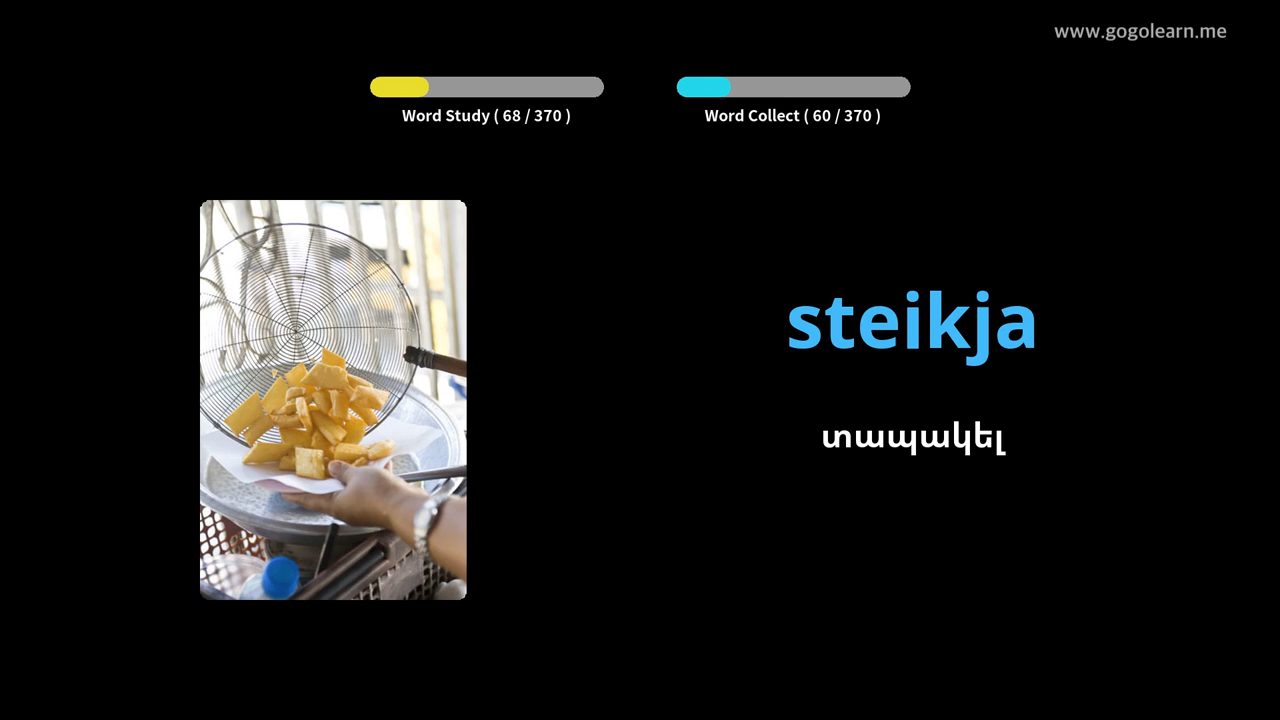 www.gogolearn.me
Word Study ( 68 / 370 )
Word Collect ( 60 / 370 )
steikja
տապակել